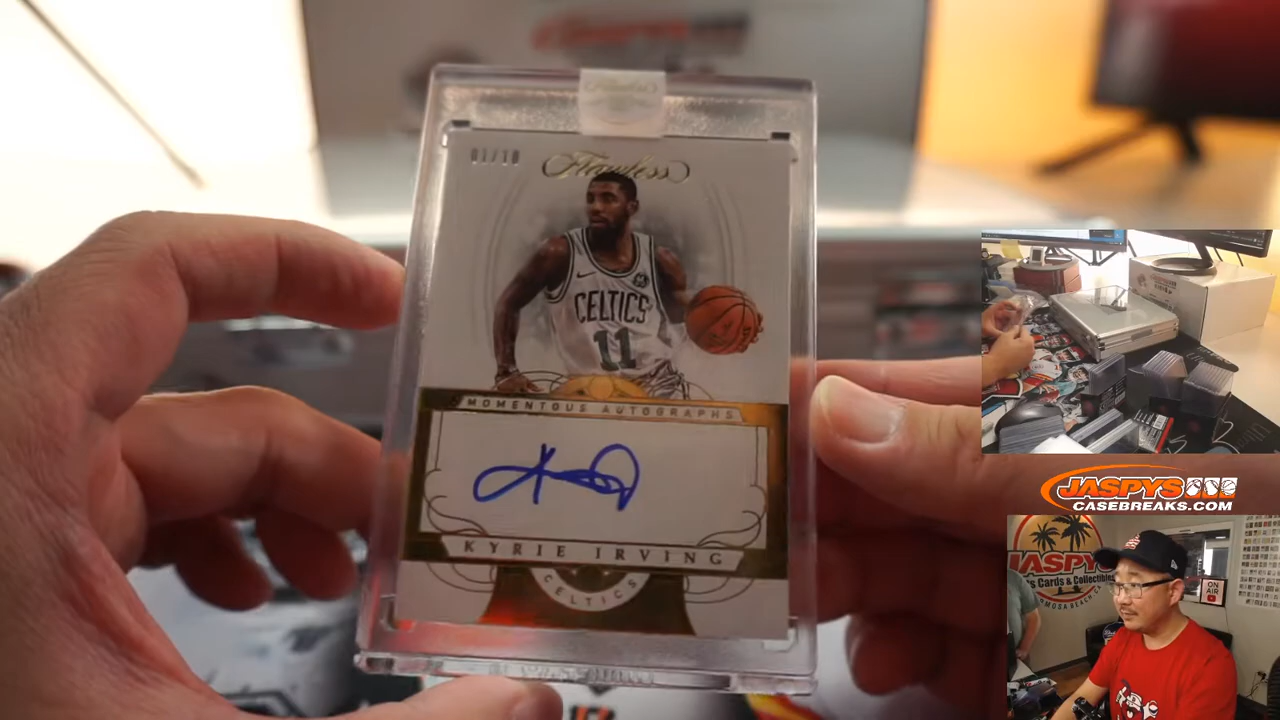 01/10
Flawless
CELTICS
11
MOMENTOUS AUTOGRAPHS
KYRIE IRVING
CELTICS
JASPYS
CASEBREAKS.COM
JASPY'S
Cards & Collectibles
ON
AIR